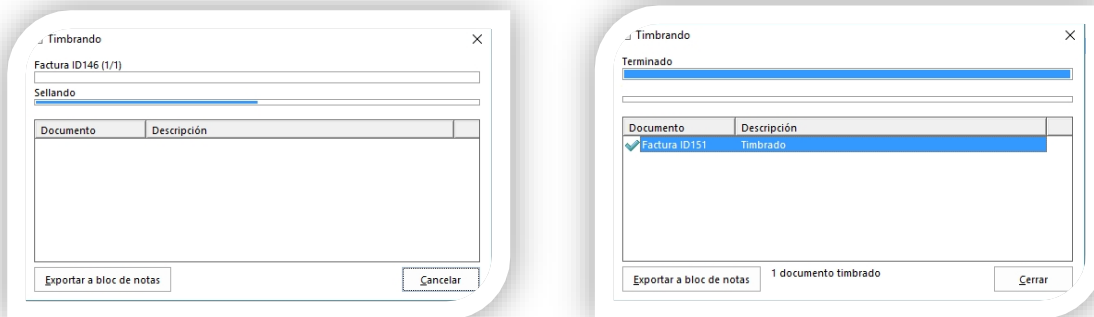 Timbrando
Factura ID146 (1/1)
Sellando
Documento Descripción
Exportar a bloc de notas Cancelar
Timbrando
Terminado
Documento Descripción
Factura ID151 Timbrado
Exportar a bloc de notas 1 documento timbrado Cerrar